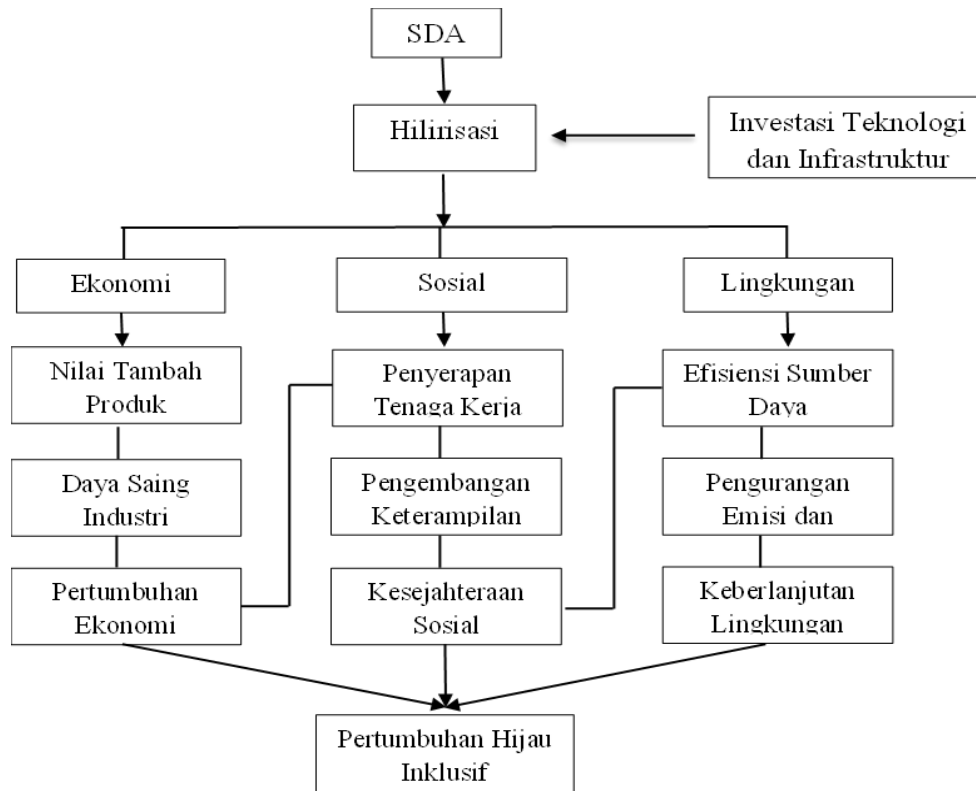 SDA
Hilirisasi
Investasi Teknologi
dan Infrastruktur
Ekonomi
Sosial
Lingkungan
Nilai Tambah
Produk
Penyerapan
Tenaga Kerja
Efisiensi Sumber
Daya
Daya Saing
Industri
Pengembangan
Keterampilan
Pengurangan
Emisi dan
Pertumbuhan
Ekonomi
Kesejahteraan
Sosial
Keberlanjutan
Lingkungan
Pertumbuhan Hijau
Inklusif